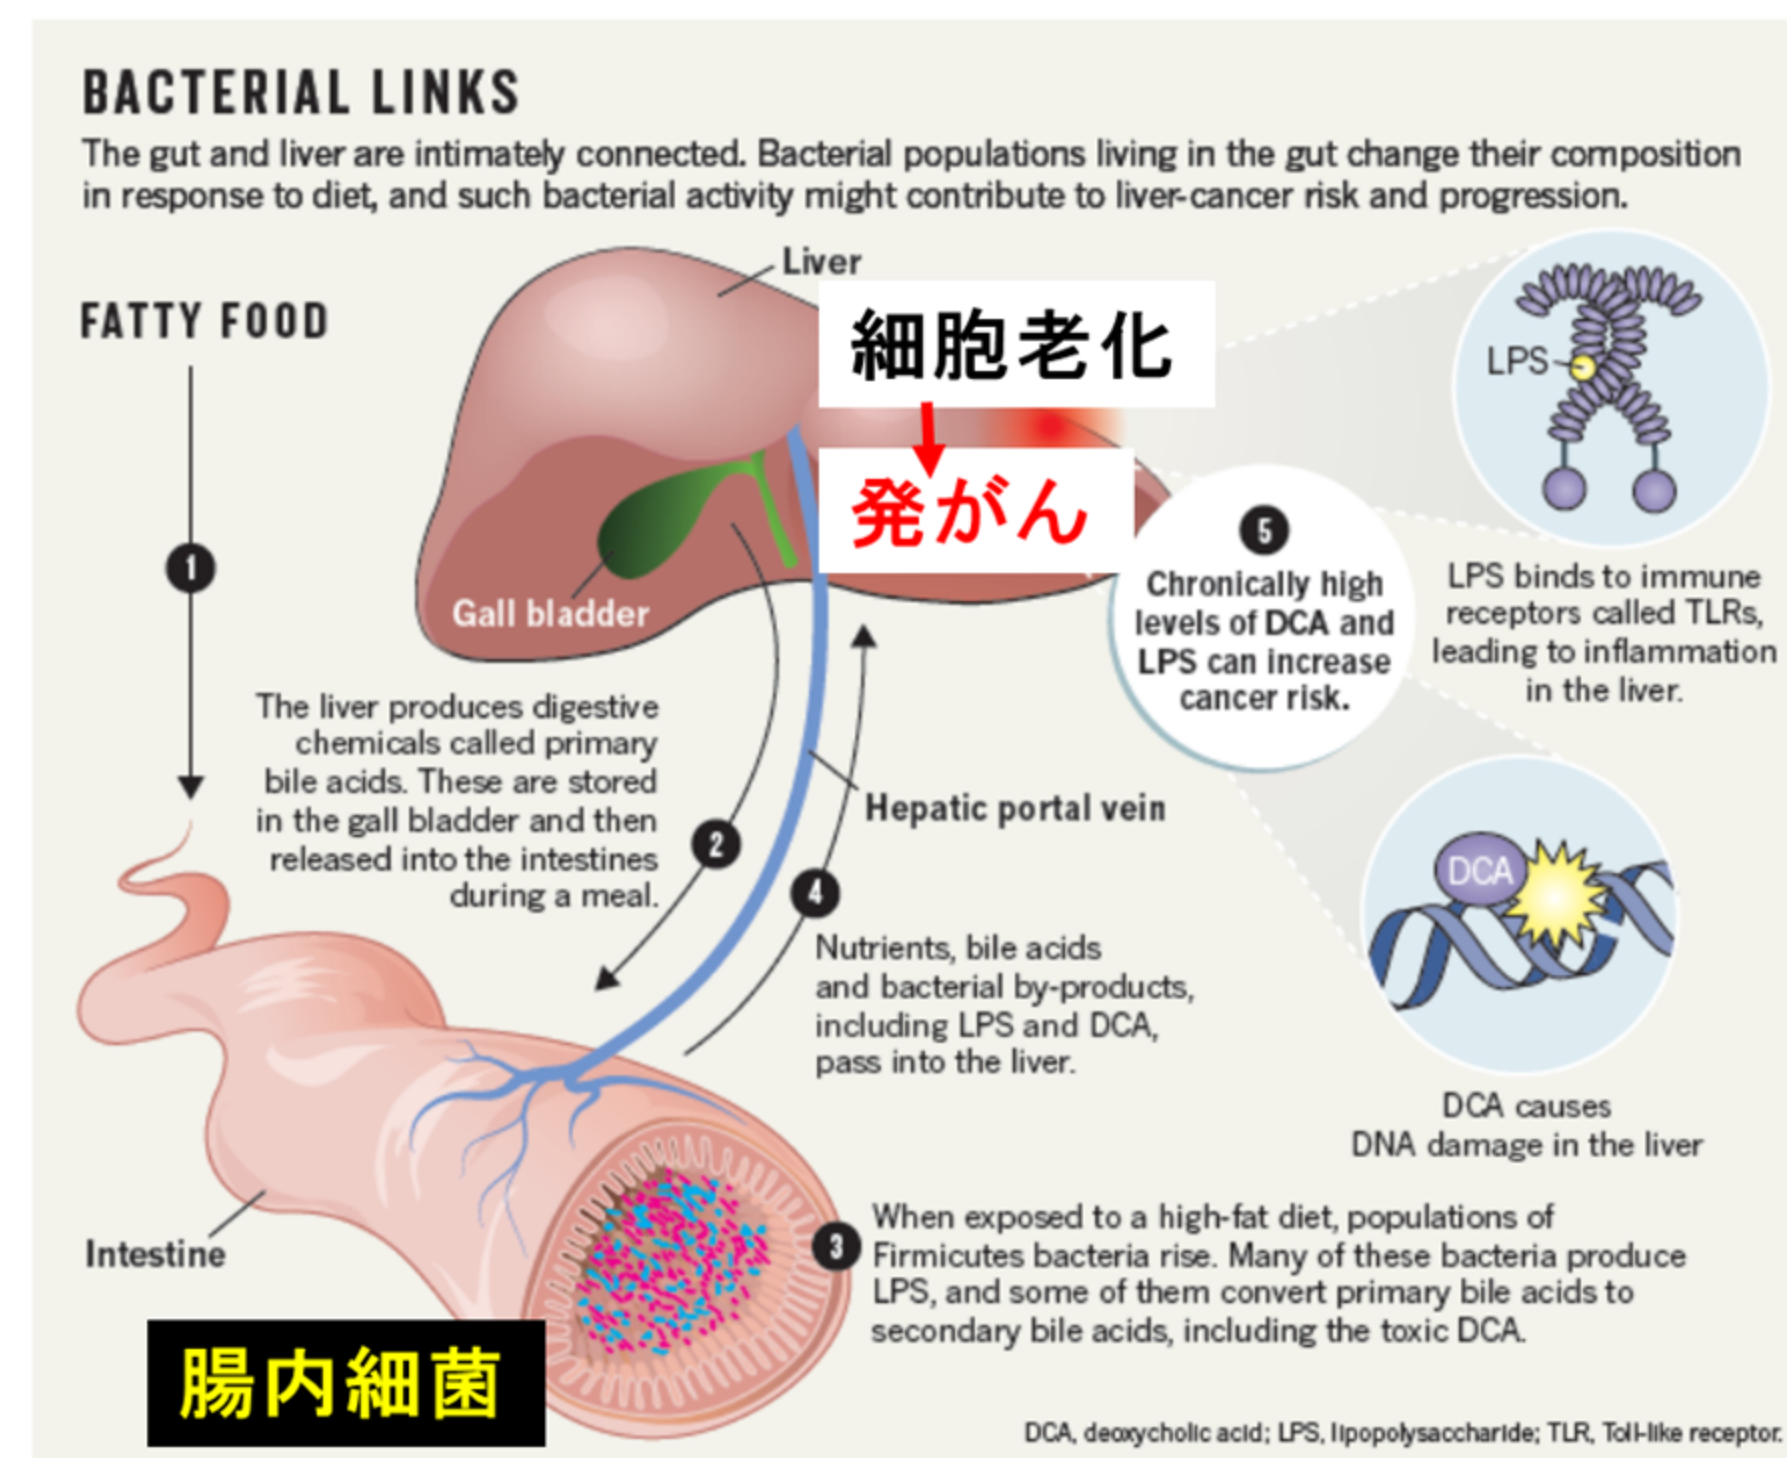 BACTERIAL LINKS
The gut and liver are intimately connected. Bacterial populations living in the gut change their composition
in response to diet, and such bacterial activity might contribute to liver-cancer risk and progression.
FATTY FOOD
Liver
細胞老化
発がん
Gall bladder
1
The liver produces digestive
chemicals called primary
bile acids. These are stored
in the gall bladder and then
released into the intestines
during a meal.
2
Hepatic portal vein
4
Nutrients, bile acids
and bacterial by-products,
including LPS and DCA,
pass into the liver.
5
Chronically high
levels of DCA and
LPS can increase
cancer risk.
LPS
LPS binds to immune
receptors called TLRs,
leading to inflammation
in the liver.
DCA
DCA causes
DNA damage in the liver
Intestine
3
When exposed to a high-fat diet, populations of
Firmicutes bacteria rise. Many of these bacteria produce
LPS, and some of them convert primary bile acids to
secondary bile acids, including the toxic DCA.
腸内細菌
DCA, deoxycholic acid; LPS, lipopolysaccharide; TLR, Toll-like receptor.